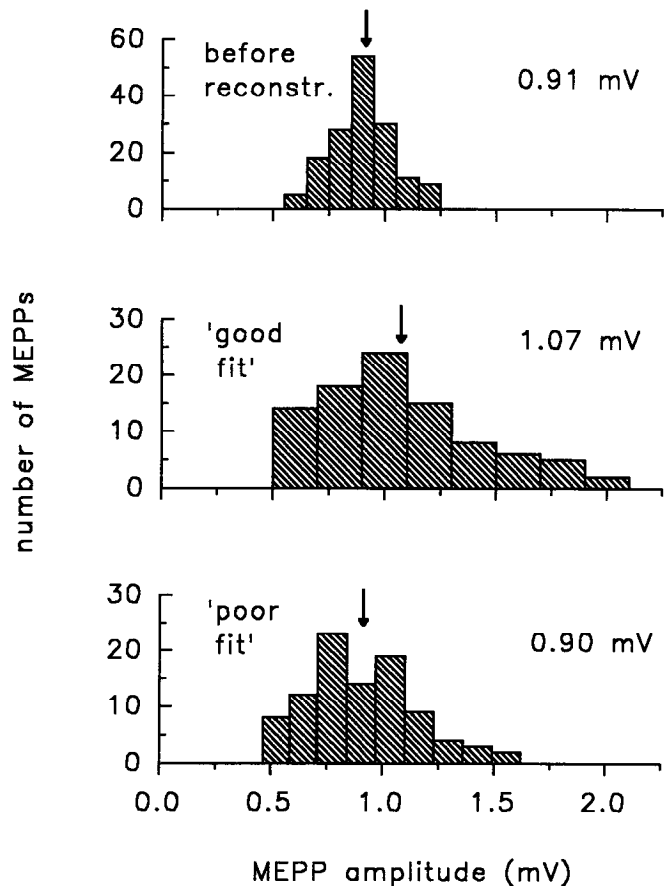 number of MEPPs
60
40
20
0
before
reconstr.
0.91 mV
30
20
10
0
'good
fit'
1.07 mV
30
20
10
0
'poor
fit'
0.90 mV
0.0 0.5 1.0 1.5 2.0
MEPP amplitude (mV)